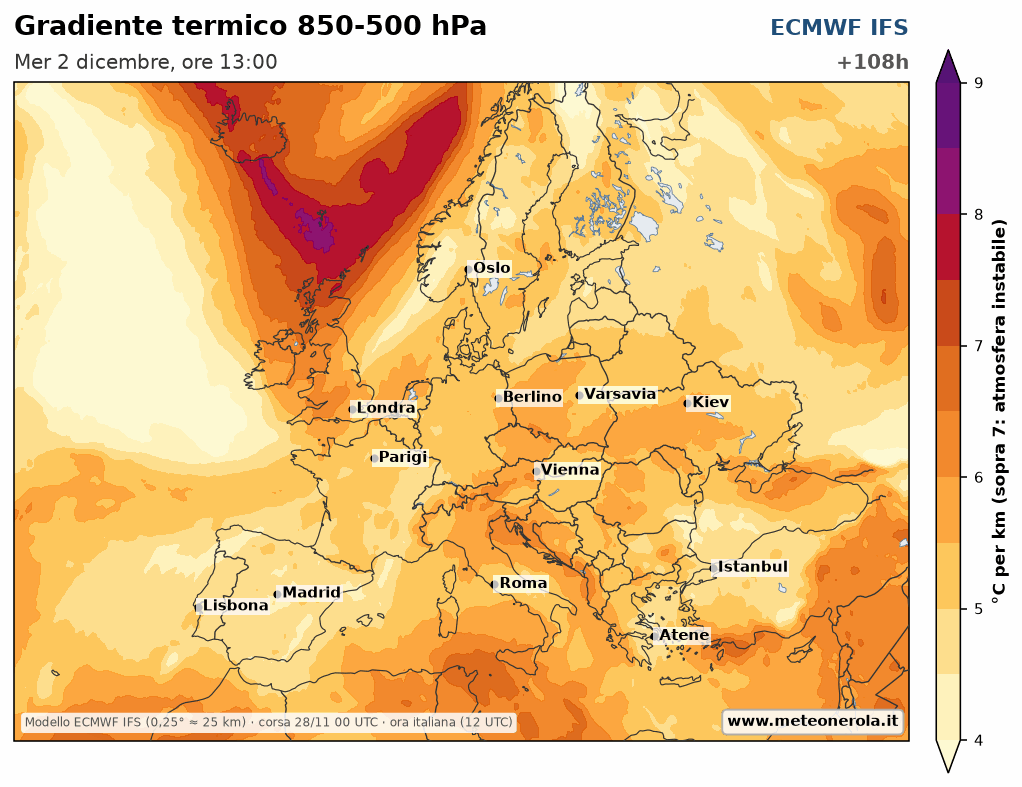 Gradiente termico 850-500 hPa
ECMWF IFS
Mer 2 dicembre, ore 13:00
+108h
9
8
7
6
5
4
°C per km (sopra 7: atmosfera instabile)
Oslo
Londra
Berlino
Varsavia
Kiev
Parigi
Vienna
Istanbul
Roma
Madrid
Lisbona
Atene
Modello ECMWF IFS (0,25° ≈ 25 km) · corsa 28/11 00 UTC · ora italiana (12 UTC)
www.meteonerola.it